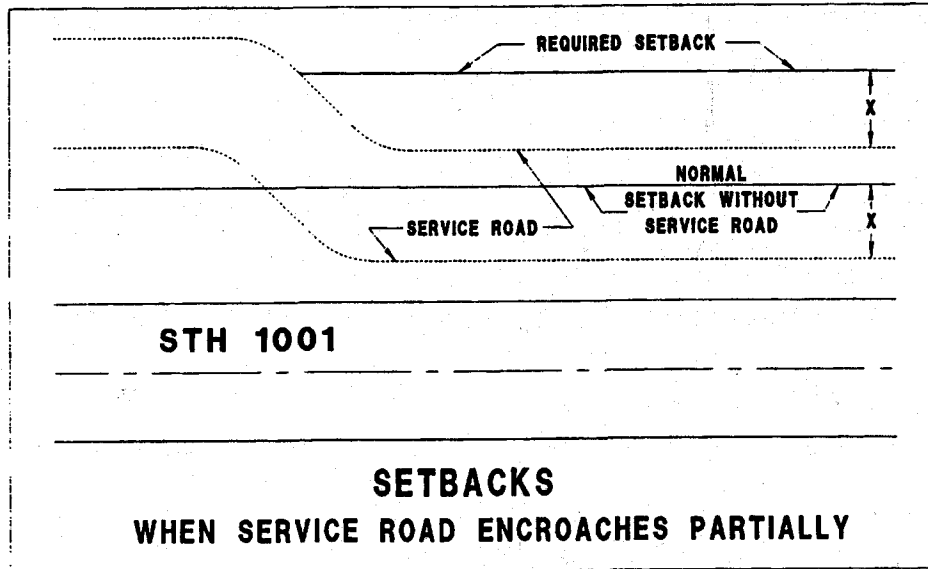 REQUIRED SETBACK
X
NORMAL
SETBACK WITHOUT
SERVICE ROAD
X
SERVICE ROAD
STH 1001
SETBACKS
WHEN SERVICE ROAD ENCROACHES PARTIALLY